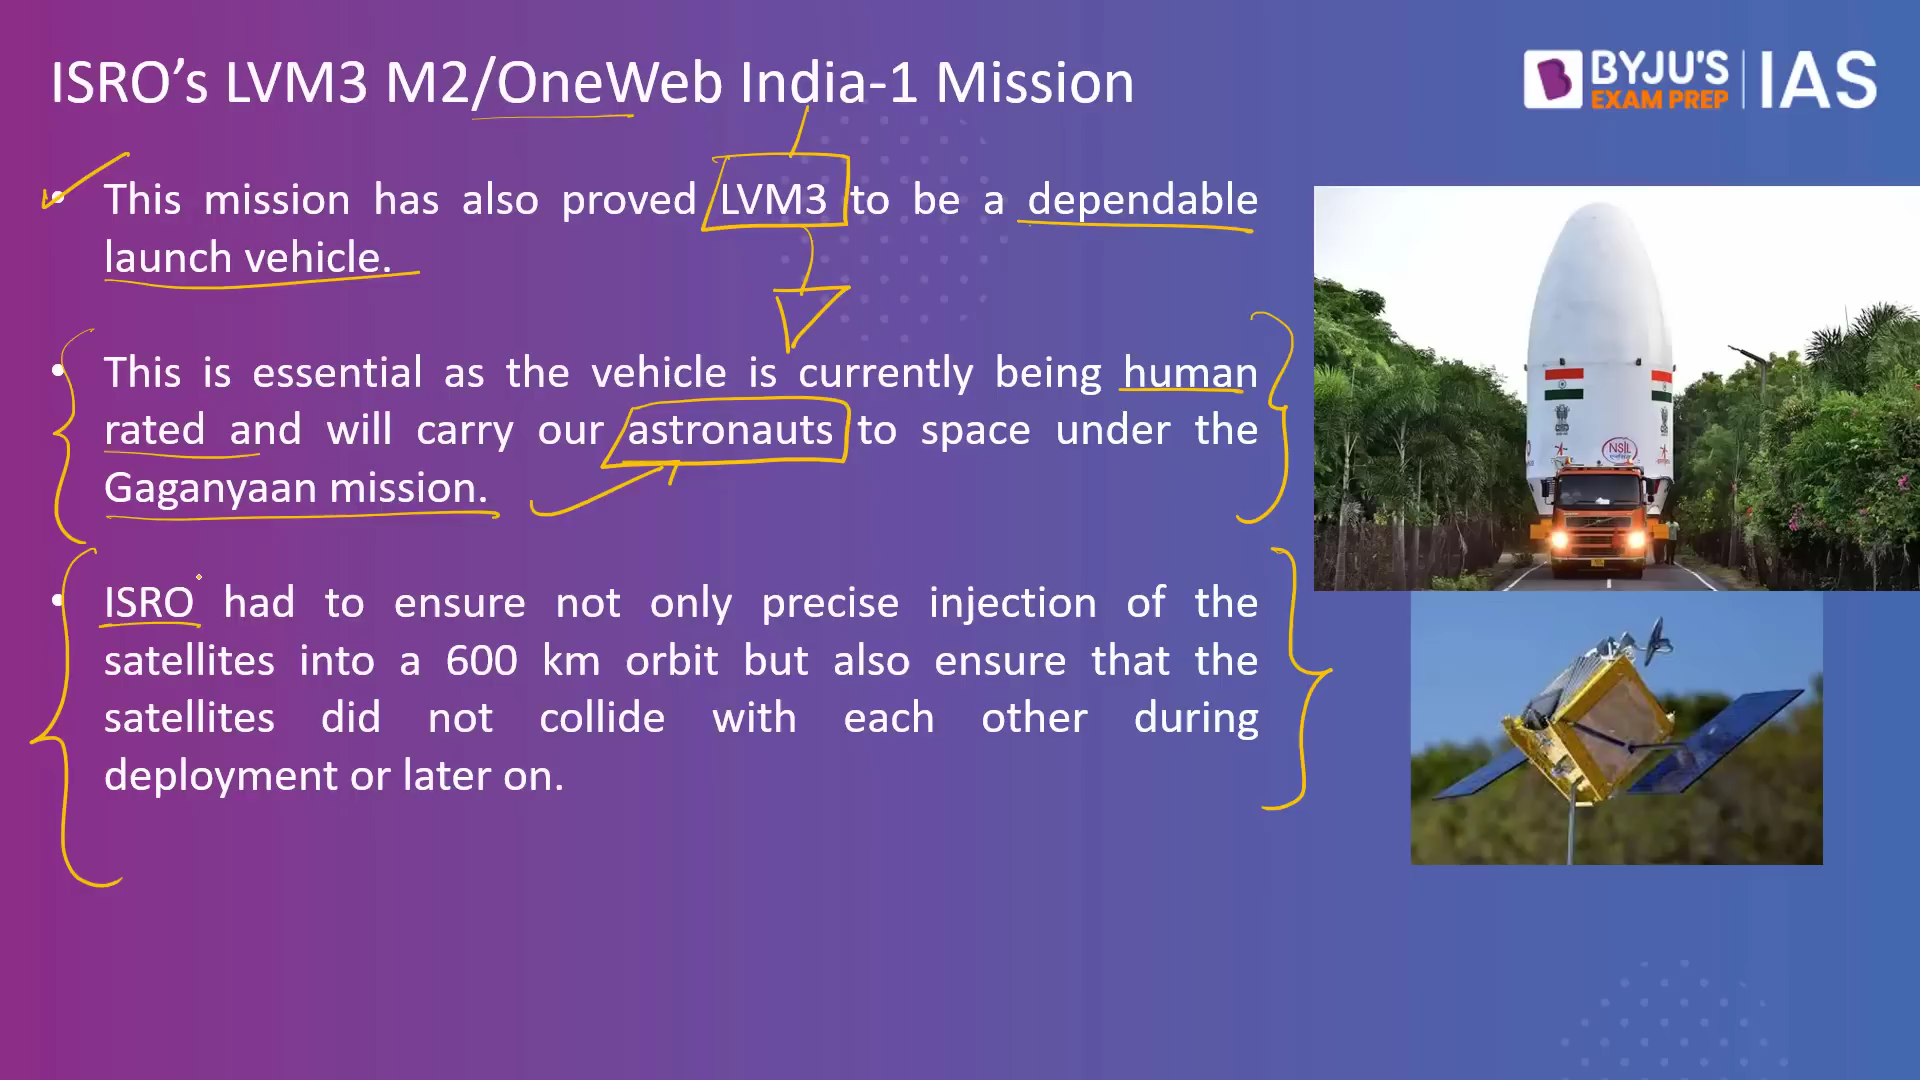 ISRO’s LVM3 M2/OneWeb India-1 Mission
BYJU'S
EXAM PREP
IAS
• This mission has also proved LVM3 to be a dependable
launch vehicle.
• This is essential as the vehicle is currently being human
rated and will carry our astronauts to space under the
Gaganyaan mission.
• ISRO had to ensure not only precise injection of the
satellites into a 600 km orbit but also ensure that the
satellites did not collide with each other during
deployment or later on.
NSIL